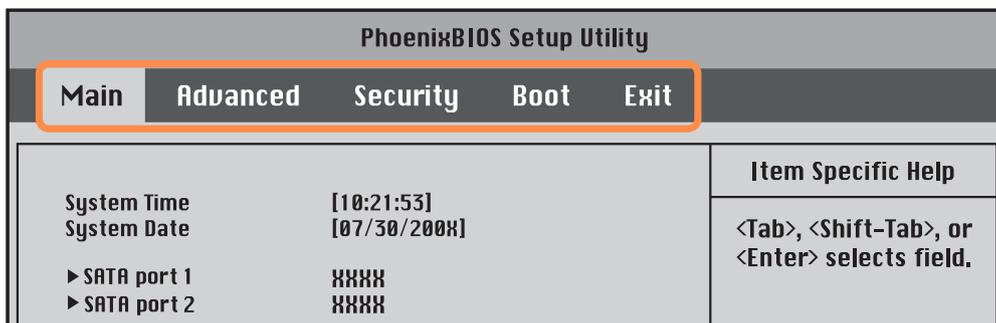 PhoenixBIOS Setup Utility
Main Advanced Security Boot Exit
Item Specific Help
System Time [10:21:53]
System Date [07/30/200X]
▶ SATA port 1 XXXX
▶ SATA port 2 XXXX
<Tab>, <Shift-Tab>, or
<Enter> selects field.